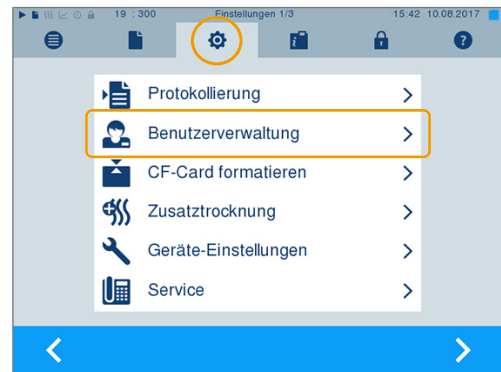 19 : 300 Einstellungen 1/3 15:42 10.08.2017
Protokollierung
Benutzerverwaltung
CF-Card formatieren
Zusatztrocknung
Geräte-Einstellungen
Service